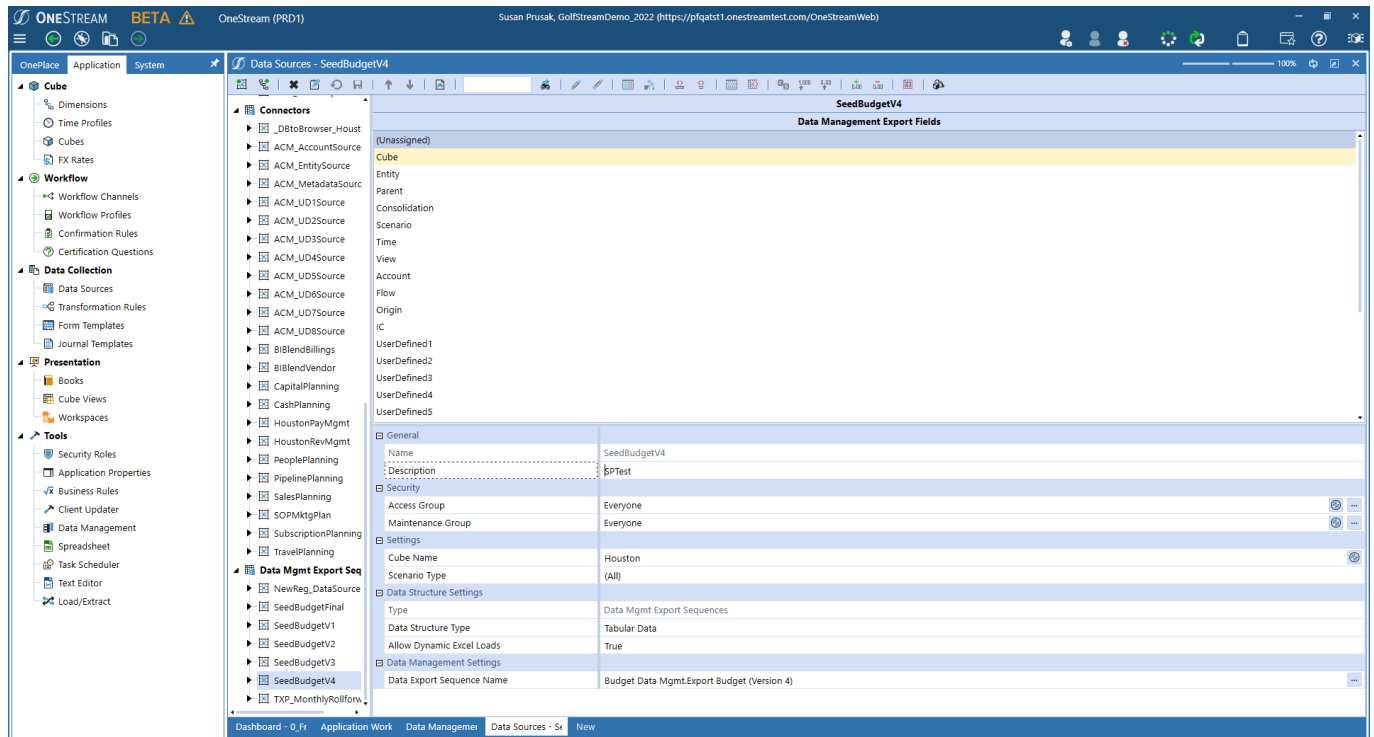 ONESTREAM BETA OneStream (PRD1) Susan Prusak, GolfStreamDemo_2022 (https://pfqatst1.onestreamtest.com/OneStreamWeb)
OnePlace Application System
Cube
Dimensions
Time Profiles
Cubes
FX Rates
Workflow
Workflow Channels
Workflow Profiles
Confirmation Rules
Certification Questions
Data Collection
Data Sources
Transformation Rules
Form Templates
Journal Templates
Presentation
Books
Cube Views
Workspaces
Tools
Security Roles
Application Properties
Business Rules
Client Updater
Data Management
Spreadsheet
Task Scheduler
Text Editor
Load/Extract
Data Sources - SeedBudgetV4 100%
Connectors
_DBtoBrowser_Houst
ACM_AccountSource
ACM_EntitySource
ACM_MetadataSourc
ACM_UD1Source
ACM_UD2Source
ACM_UD3Source
ACM_UD4Source
ACM_UD5Source
ACM_UD6Source
ACM_UD7Source
ACM_UD8Source
BIBlendBillings
BIBlendVendor
CapitalPlanning
CashPlanning
HoustonPayMgmt
HoustonRevMgmt
PeoplePlanning
PipelinePlanning
SalesPlanning
SOPMktgPlan
SubscriptionPlanning
TravelPlanning
Data Mgmt Export Seq
NewReg_DataSource
SeedBudgetFinal
SeedBudgetV1
SeedBudgetV2
SeedBudgetV3
SeedBudgetV4
TXP_MonthlyRollforw
SeedBudgetV4
Data Management Export Fields
(Unassigned)
Cube
Entity
Parent
Consolidation
Scenario
Time
View
Account
Flow
Origin
IC
UserDefined1
UserDefined2
UserDefined3
UserDefined4
UserDefined5
General
Name SeedBudgetV4
Description SPTest
Security
Access Group Everyone
Maintenance Group Everyone
Settings
Cube Name Houston
Scenario Type (All)
Data Structure Settings
Type Data Mgmt Export Sequences
Data Structure Type Tabular Data
Allow Dynamic Excel Loads True
Data Management Settings
Data Export Sequence Name Budget Data Mgmt.Export Budget (Version 4)
Dashboard - 0_Fr Application Work Data Managemen Data Sources - Se New